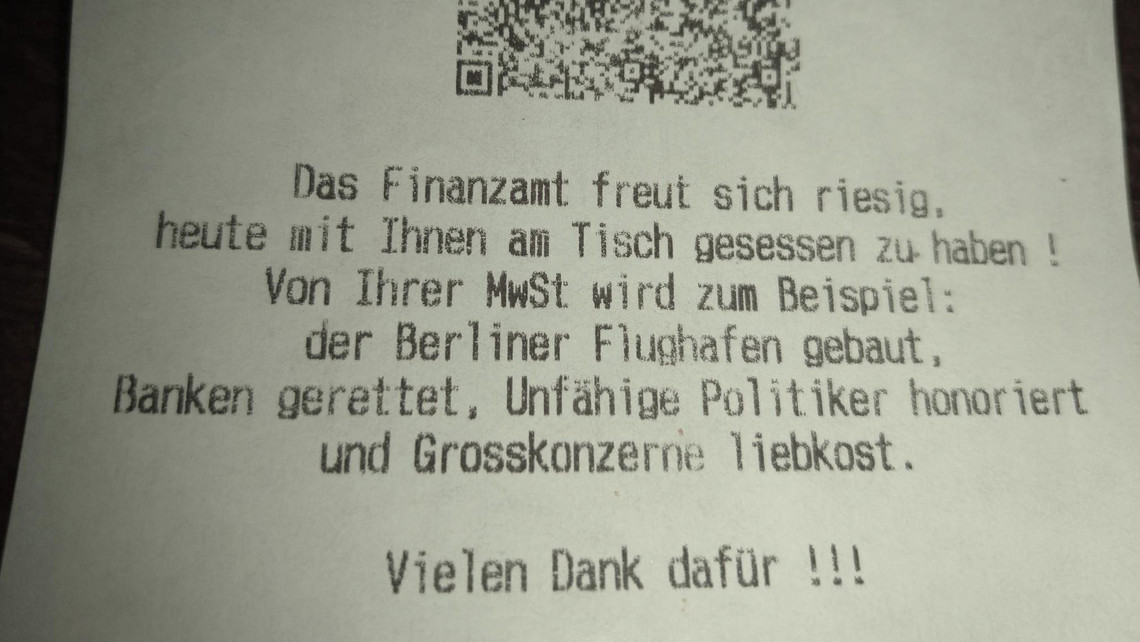 Das Finanzamt freut sich riesig,
heute mit Ihnen am Tisch gesessen zu haben !
Von Ihrer MwSt wird zum Beispiel:
der Berliner Flughafen gebaut,
Banken gerettet, Unfähige Politiker honoriert
und Grosskonzerne liebkost.
Vielen Dank dafür !!!